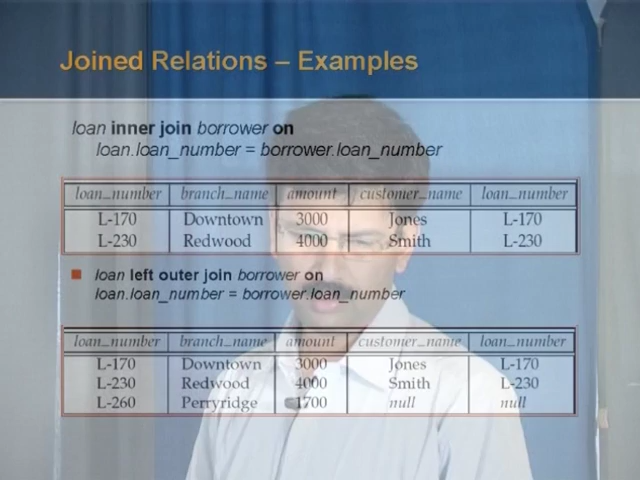 Joined Relations – Examples
loan inner join borrower on
loan.loan_number = borrower.loan_number
loan_number branch_name amount customer_name loan_number
L-170 Downtown 3000 Jones L-170
L-230 Redwood 4000 Smith L-230
loan left outer join borrower on
loan.loan_number = borrower.loan_number
loan_number branch_name amount customer_name loan_number
L-170 Downtown 3000 Jones L-170
L-230 Redwood 4000 Smith L-230
L-260 Perryridge 1700 null null